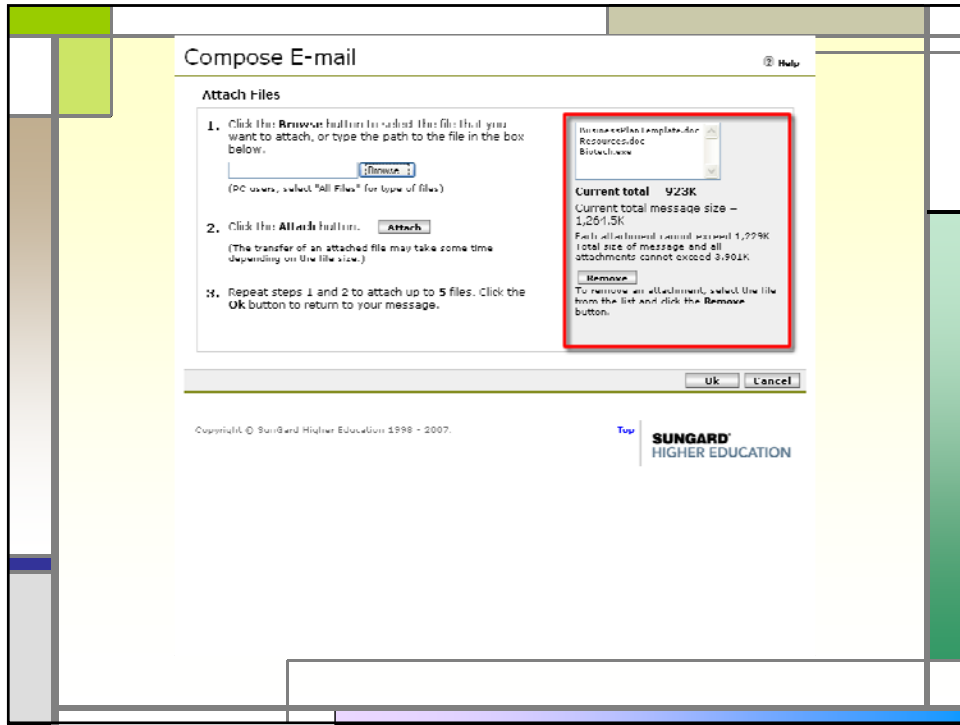 Compose E-mail
Help
Attach Files
1. Click the Browse button to select the file that you
want to attach, or type the path to the file in the box
below.
Browse...
(PC users, select "All Files" for type of files)
2. Click the Attach button. Attach
(The transfer of an attached file may take some time
depending on the file size.)
3. Repeat steps 1 and 2 to attach up to 5 files. Click the
Ok button to return to your message.
BusinessPlanTemplate.doc
Resources.doc
Biotech.exe
Current total 923K
Current total message size =
1,264.5K
Each attachment cannot exceed 1,229K
Total size of message and all
attachments cannot exceed 3,901K
Remove
To remove an attachment, select the file
from the list and click the Remove
button.
Ok Cancel
Copyright © SunGard Higher Education 1998 - 2007.
Top
SUNGARD'
HIGHER EDUCATION